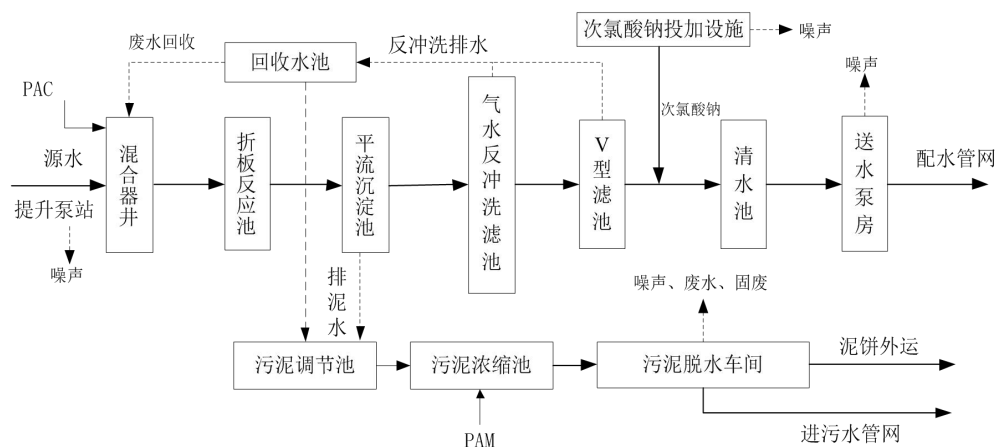 次氯酸钠投加设施
噪声
废水回收
回收水池
反冲洗排水
噪声
PAC
次氯酸钠
源水
提升泵站
噪声
混合器井
折板反应池
平流沉淀池
气水反冲洗滤池
V型滤池
清水池
送水泵房
配水管网
排泥水
噪声、废水、固废
污泥调节池
污泥浓缩池
污泥脱水车间
泥饼外运
PAM
进污水管网